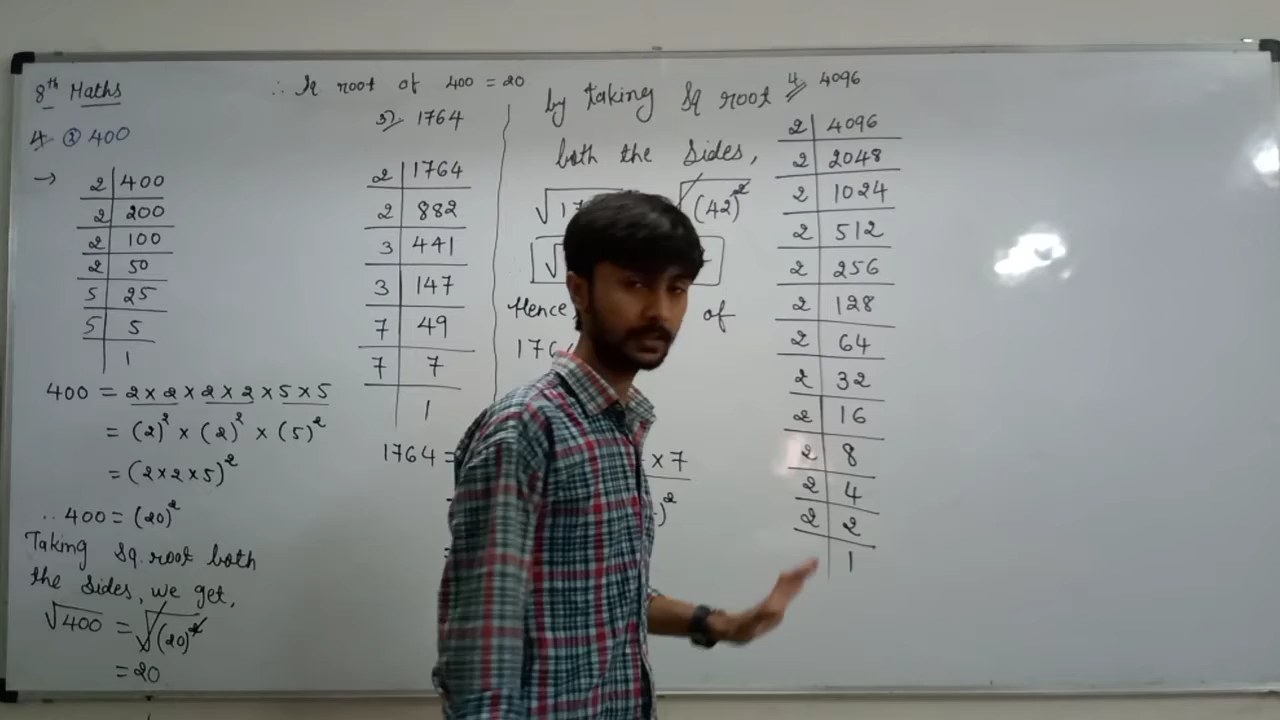 8th Maths
4 ② 400
→ 2 | 400
2 | 200
2 | 100
2 | 50
5 | 25
5 | 5
1
400 = 2 × 2 × 2 × 2 × 5 × 5
= (2)² × (2)² × (5)²
= (2×2×5)²
∴ 400 = (20)²
Taking Sq. root both
the sides, we get,
√400 = √(20)²
= 20
∴ Sq. root of 400 = 20
3) 1764
2 | 1764
2 | 882
3 | 441
3 | 147
7 | 49
7 | 7
1
1764 = × 7
)²
=
by taking Sq root
both the sides,
√17 √(42)²
√
Hence, of
176
4 4096
2 | 4096
2 | 2048
2 | 1024
2 | 512
2 | 256
2 | 128
2 | 64
2 | 32
2 | 16
2 | 8
2 | 4
2 | 2
1